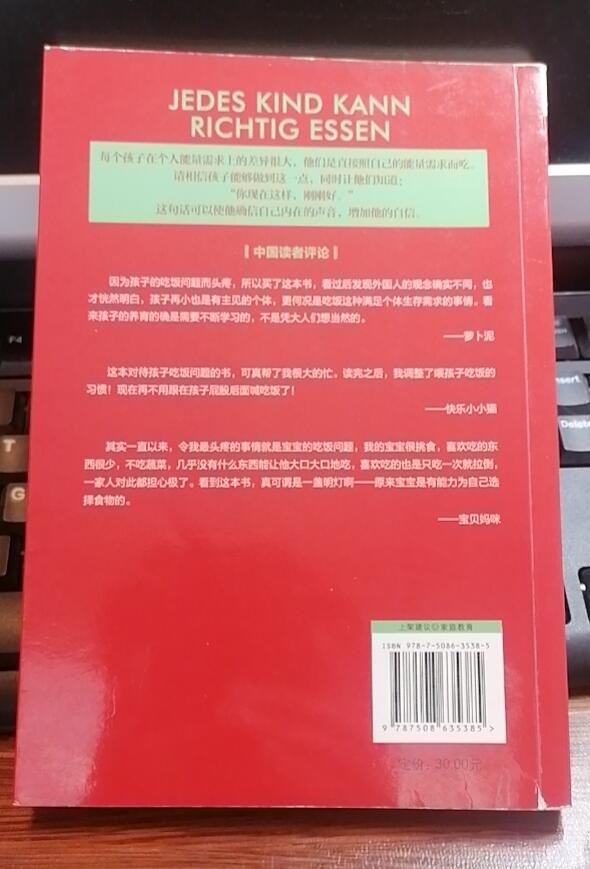 JEDES KIND KANN
RICHTIG ESSEN
每个孩子在个人能量需求上的差异很大，他们是直接照自己的能量需求而吃。
请相信孩子能够做到这一点，同时让他们知道：
“你现在这样，刚刚好。”
这句话可以使他确信自己内在的声音，增加他的自信。
中国读者评论
因为孩子的吃饭问题而头疼，所以买了这本书，看过后发现外国人的观念确实不同，也
才恍然明白，孩子再小也是有主见的个体，更何况是吃饭这种满足个体生存需求的事情。看
来孩子的养育的确是需要不断学习的，不是凭大人们想当然的。
——萝卜泥
这本对待孩子吃饭问题的书，可真帮了我很大的忙。读完之后，我调整了喂孩子吃饭的
习惯！现在再不用跟在孩子屁股后面喊吃饭了！
——快乐小小猫
其实一直以来，令我最头疼的事情就是宝宝的吃饭问题，我的宝宝很挑食，喜欢吃的东
西很少，不吃蔬菜，几乎没有什么东西能让他大口大口地吃，喜欢吃的也是只吃一次就拉倒，
一家人对此都担心极了。看到这本书，真可谓是一盏明灯啊——原来宝宝是有能力为自己选
择食物的。
——宝贝妈咪
上架建议◎家庭教育
ISBN 978-7-5086-3538-5
9 787508 635385 >
定价：30.00元
F4
T
G
Insert
Delete